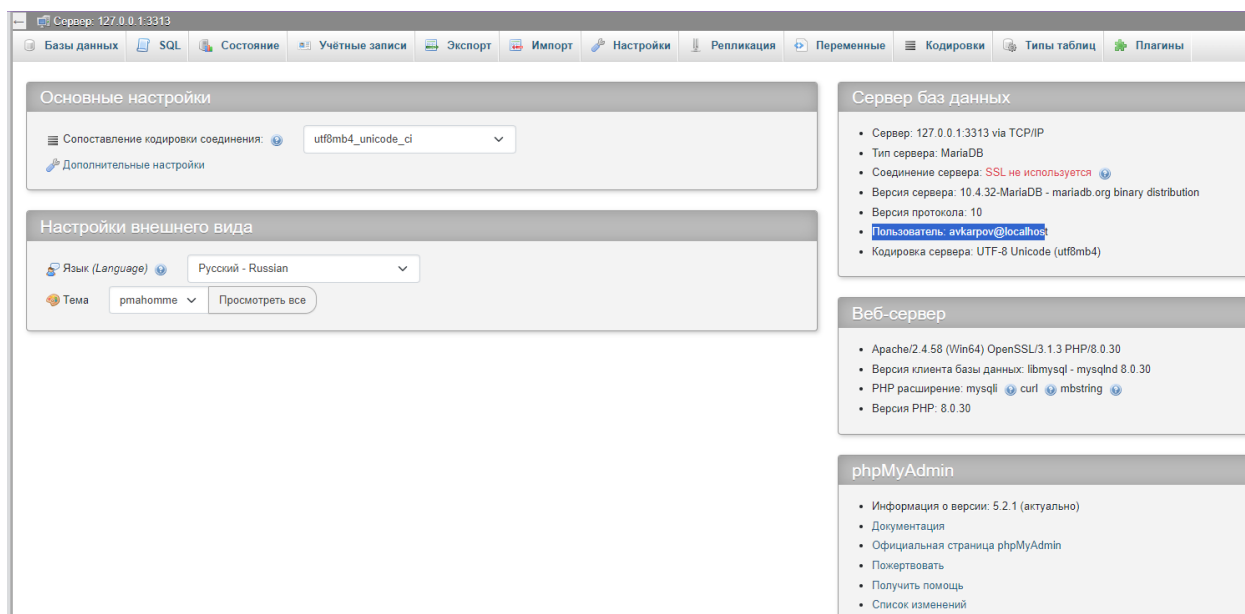 Сервер: 127.0.0.1:3313
Базы данных SQL Состояние Учётные записи Экспорт Импорт Настройки Репликация Переменные Кодировки Типы таблиц Плагины
Основные настройки
Сопоставление кодировки соединения: utf8mb4_unicode_ci
Дополнительные настройки
Настройки внешнего вида
Язык (Language) Русский - Russian
Тема pmahomme Просмотреть все
Сервер баз данных
Сервер: 127.0.0.1:3313 via TCP/IP
Тип сервера: MariaDB
Соединение сервера: SSL не используется
Версия сервера: 10.4.32-MariaDB - mariadb.org binary distribution
Версия протокола: 10
Пользователь: avkarpov@localhost
Кодировка сервера: UTF-8 Unicode (utf8mb4)
Веб-сервер
Apache/2.4.58 (Win64) OpenSSL/3.1.3 PHP/8.0.30
Версия клиента базы данных: libmysql - mysqlnd 8.0.30
PHP расширение: mysqli curl mbstring
Версия PHP: 8.0.30
phpMyAdmin
Информация о версии: 5.2.1 (актуально)
Документация
Официальная страница phpMyAdmin
Пожертвовать
Получить помощь
Список изменений